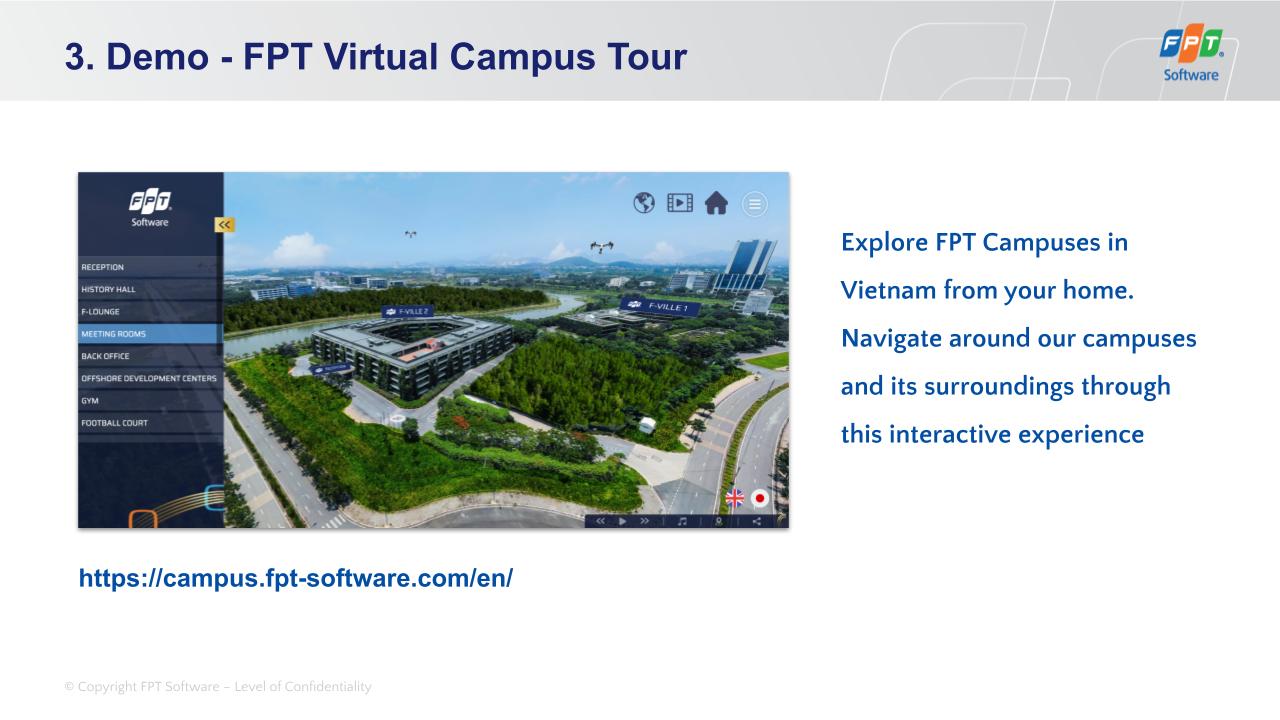 3. Demo - FPT Virtual Campus Tour
FPT
Software
FPT
Software
RECEPTION
HISTORY HALL
F-LOUNGE
MEETING ROOMS
BACK OFFICE
OFFSHORE DEVELOPMENT CENTERS
GYM
FOOTBALL COURT
F-VILLE 2
F-VILLE 1
Explore FPT Campuses in
Vietnam from your home.
Navigate around our campuses
and its surroundings through
this interactive experience
https://campus.fpt-software.com/en/
© Copyright FPT Software – Level of Confidentiality